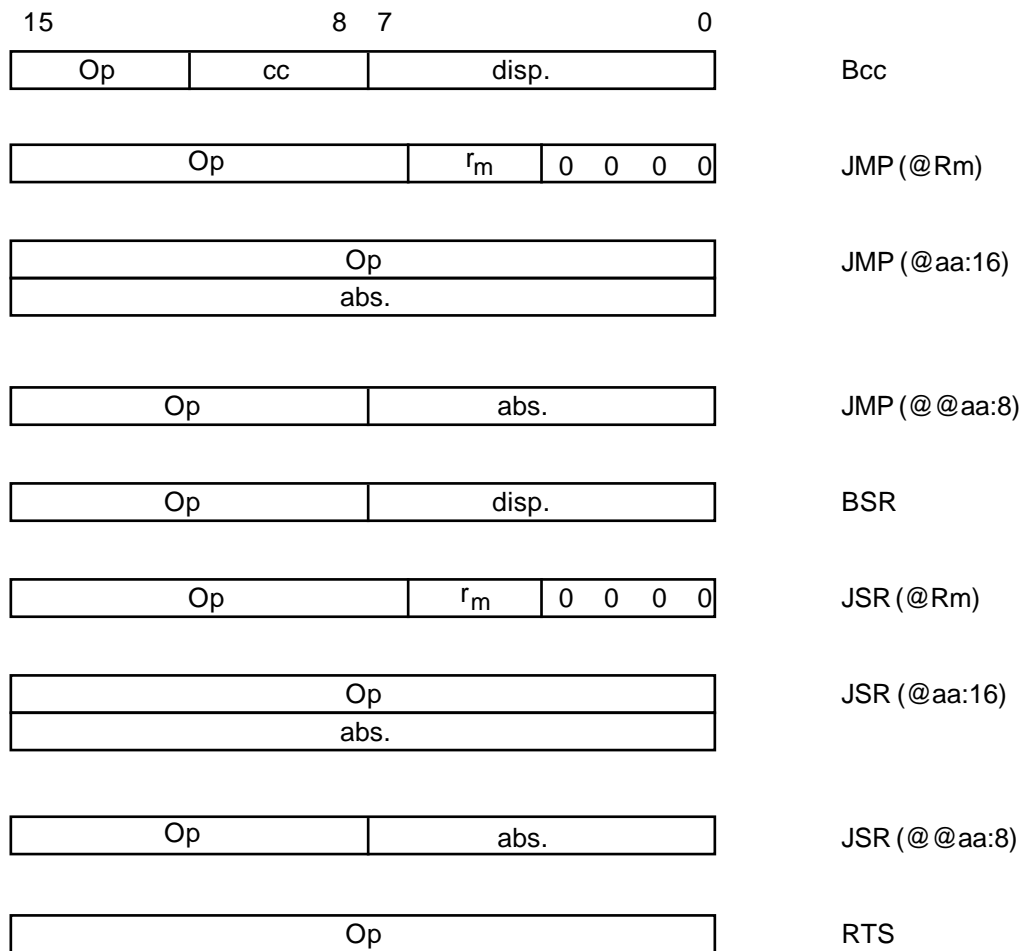 15 8 7 0
Op cc disp. Bcc
Op rm 0 0 0 0 JMP (@Rm)
Op JMP (@aa:16)
abs.
Op abs. JMP (@@aa:8)
Op disp. BSR
Op rm 0 0 0 0 JSR (@Rm)
Op JSR (@aa:16)
abs.
Op abs. JSR (@@aa:8)
Op RTS